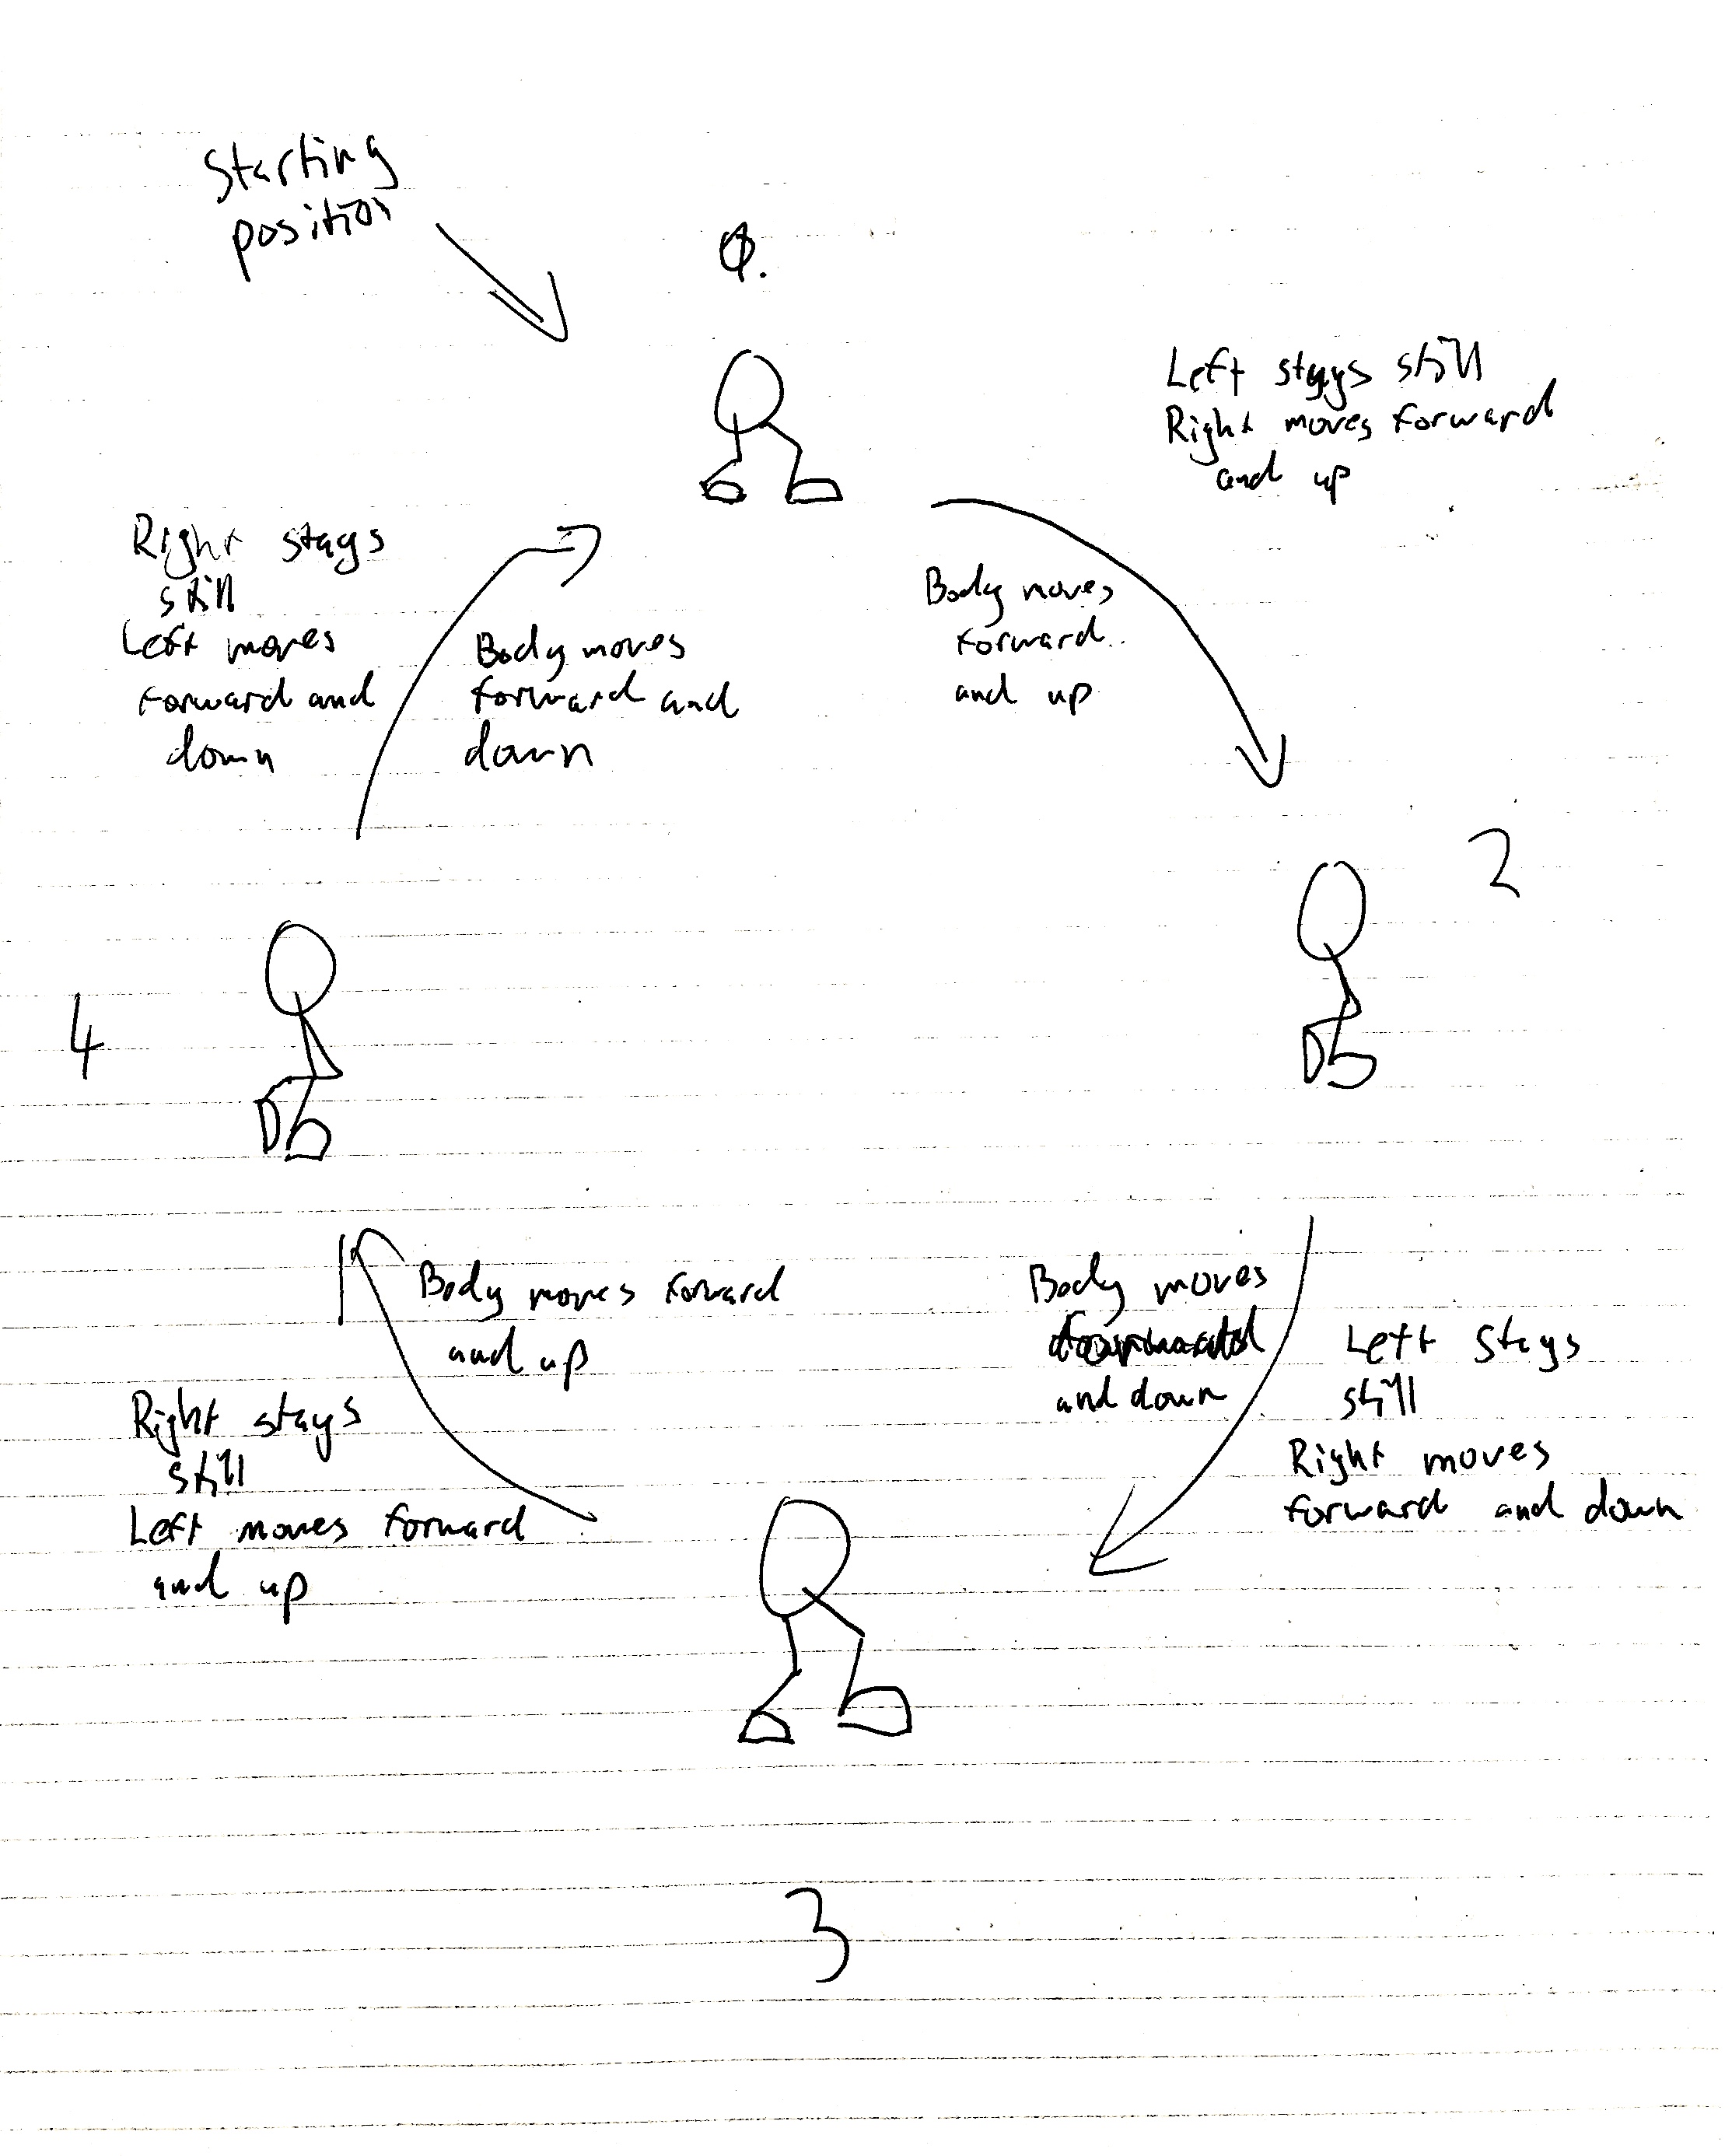 Starting
position
0.
Left stays still
Right moves forward
and up
Right stays
still
Left moves
forward and
down
Body moves
forward and
down
Body moves
forward
and up
2
4
Body moves forward
and up
Right stays
still
Left moves forward
and up
Body moves
and down
Left stays
still
Right moves
forward and down
3